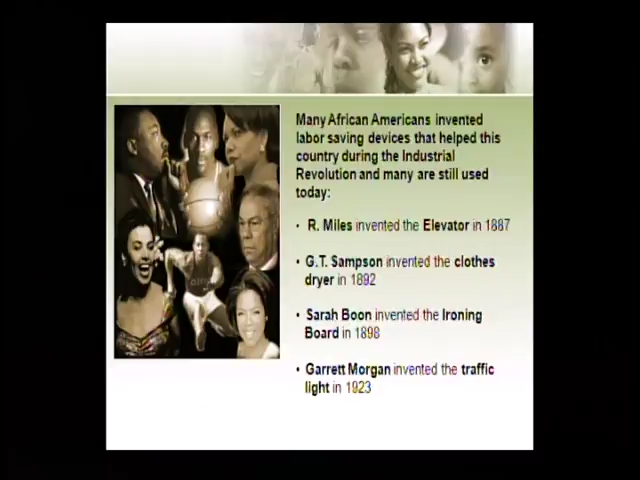 Many African Americans invented
labor saving devices that helped this
country during the Industrial
Revolution and many are still used
today:
• R. Miles invented the Elevator in 1887
• G.T. Sampson invented the clothes
dryer in 1892
• Sarah Boon invented the Ironing
Board in 1898
• Garrett Morgan invented the traffic
light in 1923